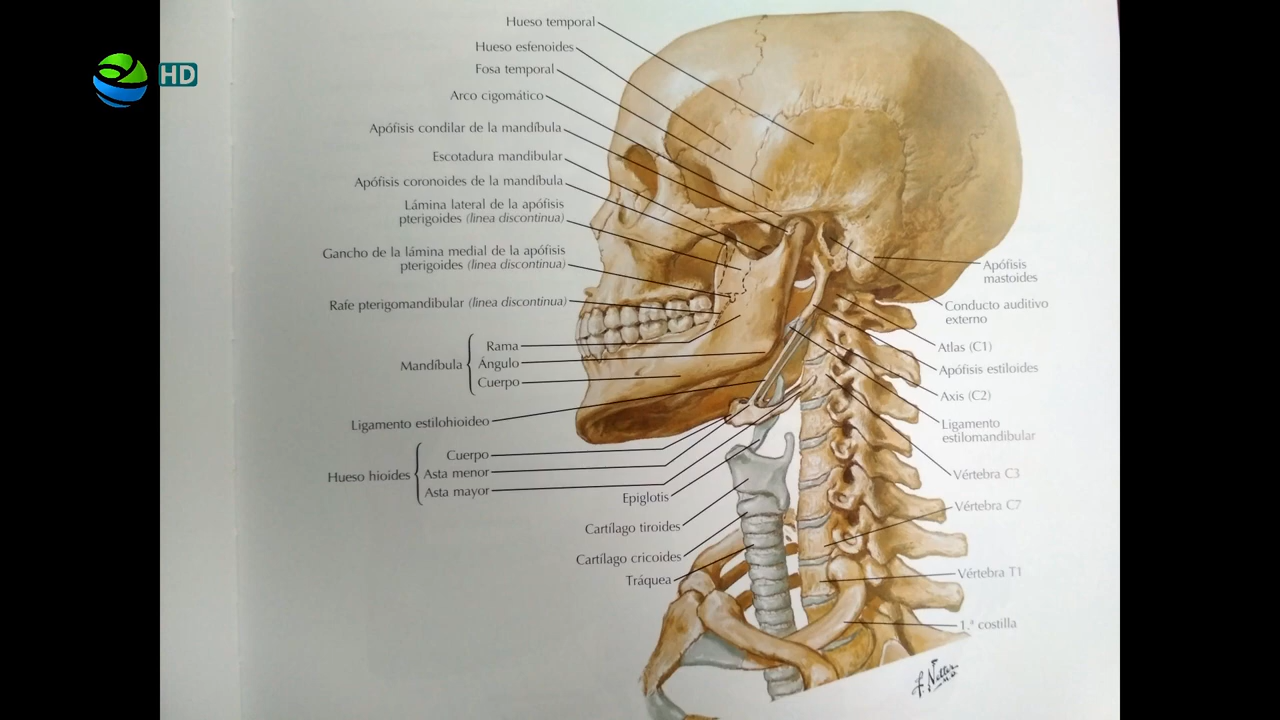 HD
Hueso temporal
Hueso esfenoides
Fosa temporal
Arco cigomático
Apófisis condilar de la mandíbula
Escotadura mandibular
Apófisis coronoides de la mandíbula
Lámina lateral de la apófisis
pterigoides (linea discontinua)
Gancho de la lámina medial de la apófisis
pterigoides (linea discontinua)
Rafe pterigomandibular (linea discontinua)
Mandíbula
Rama
Ángulo
Cuerpo
Ligamento estilohioideo
Hueso hioides
Cuerpo
Asta menor
Asta mayor
Epiglotis
Cartílago tiroides
Cartílago cricoides
Tráquea
Apófisis
mastoides
Conducto auditivo
externo
Atlas (C1)
Apófisis estiloides
Axis (C2)
Ligamento
estilomandibular
Vértebra C3
Vértebra C7
Vértebra T1
1.ª costilla
F. Netter
M.D.